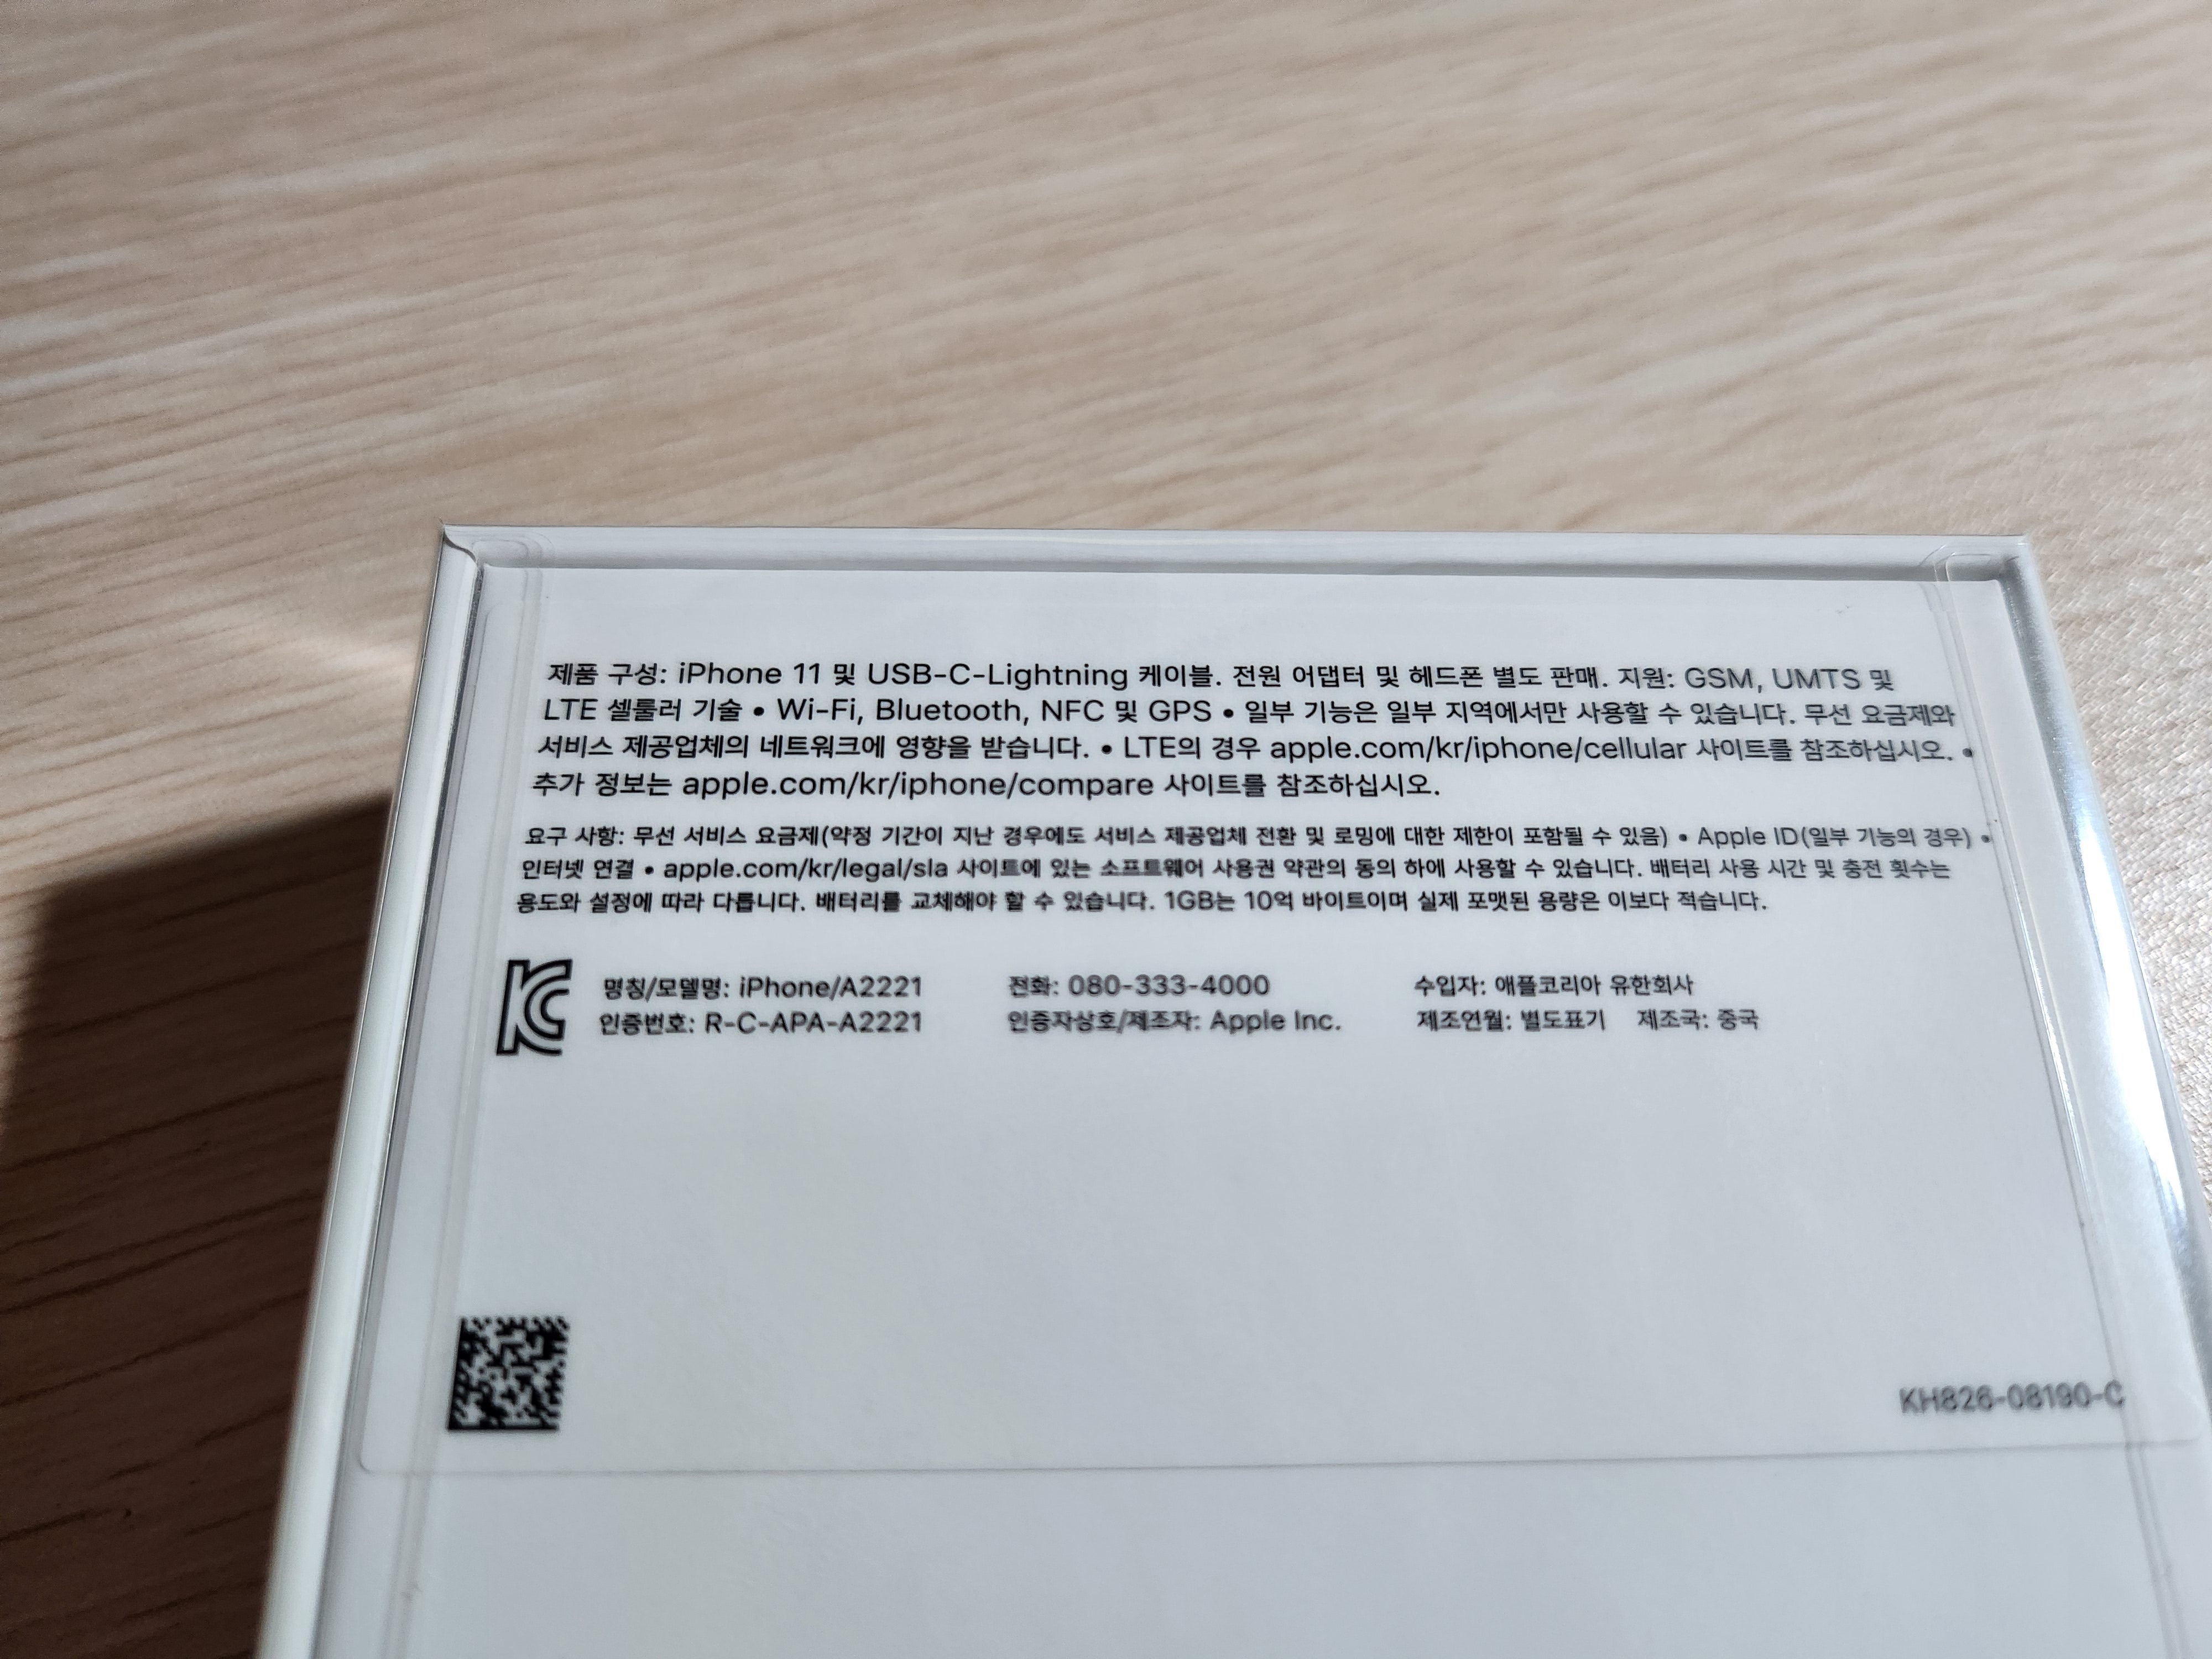 제품 구성: iPhone 11 및 USB-C-Lightning 케이블. 전원 어댑터 및 헤드폰 별도 판매. 지원: GSM, UMTS 및
LTE 셀룰러 기술 • Wi-Fi, Bluetooth, NFC 및 GPS • 일부 기능은 일부 지역에서만 사용할 수 있습니다. 무선 요금제와
서비스 제공업체의 네트워크에 영향을 받습니다. • LTE의 경우 apple.com/kr/iphone/cellular 사이트를 참조하십시오. •
추가 정보는 apple.com/kr/iphone/compare 사이트를 참조하십시오.
요구 사항: 무선 서비스 요금제(약정 기간이 지난 경우에도 서비스 제공업체 전환 및 로밍에 대한 제한이 포함될 수 있음) • Apple ID(일부 기능의 경우) •
인터넷 연결 • apple.com/kr/legal/sla 사이트에 있는 소프트웨어 사용권 약관의 동의 하에 사용할 수 있습니다. 배터리 사용 시간 및 충전 횟수는
용도와 설정에 따라 다릅니다. 배터리를 교체해야 할 수 있습니다. 1GB는 10억 바이트이며 실제 포맷된 용량은 이보다 적습니다.
명칭/모델명: iPhone/A2221 전화: 080-333-4000 수입자: 애플코리아 유한회사
인증번호: R-C-APA-A2221 인증자상호/제조자: Apple Inc. 제조연월: 별도표기 제조국: 중국
KH826-08190-C